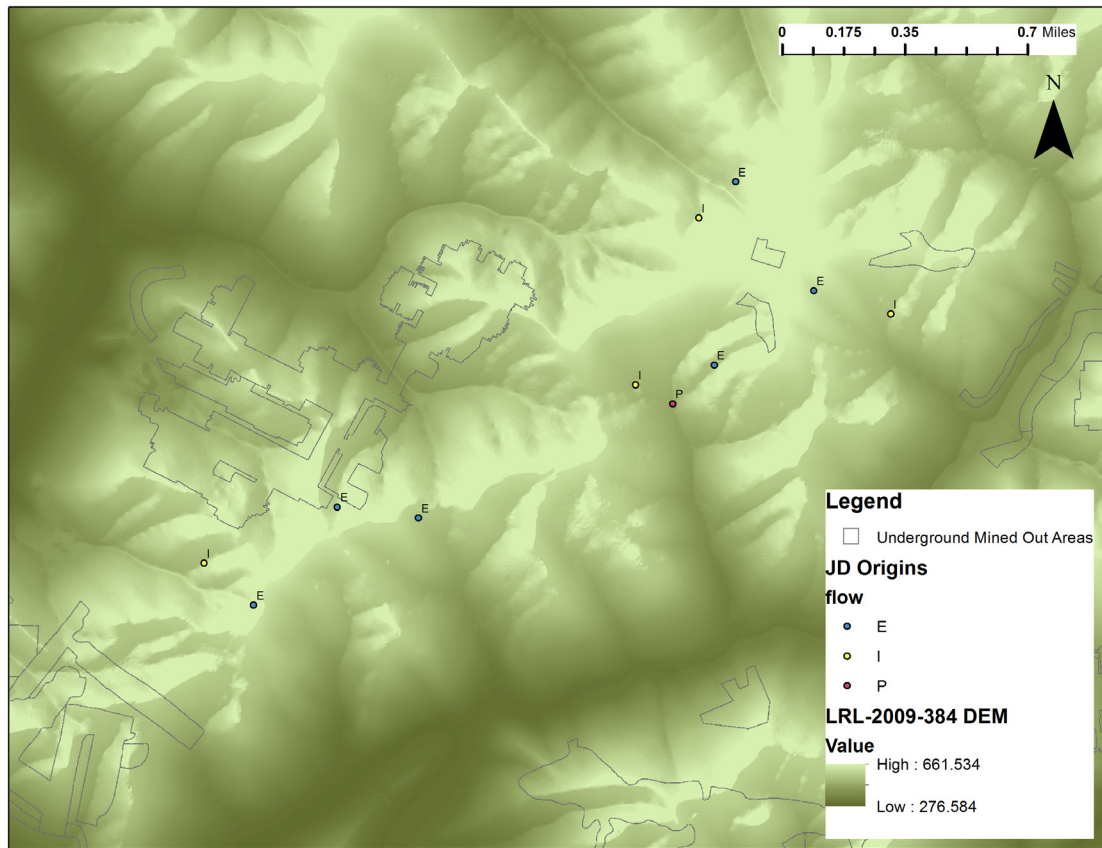 0 0.175 0.35 0.7 Miles
N
E
I
E
I
E
I
P
E
E
I
E
Legend
Underground Mined Out Areas
JD Origins
flow
E
I
P
LRL-2009-384 DEM
Value
High : 661.534
Low : 276.584